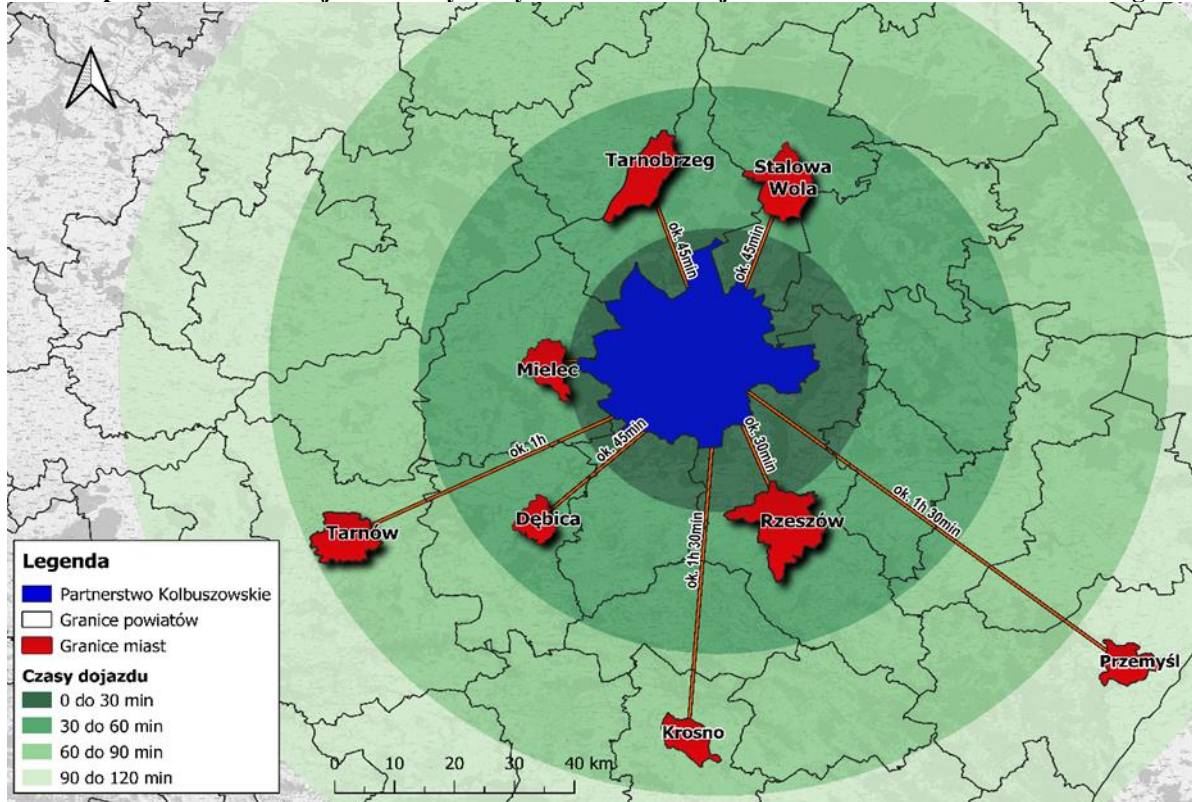 Tarnobrzeg
Stalowa
Wola
ok. 45min
ok. 45min
Mielec
ok. 1h
ok. 45min
ok. 30min
Dębica
Rzeszów
ok. 1h 30min
Tarnów
ok. 1h 30min
Przemyśl
Krosno
Legenda
Partnerstwo Kolbuszowskie
Granice powiatów
Granice miast
Czasy dojazdu
0 do 30 min
30 do 60 min
60 do 90 min
90 do 120 min
0 10 20 30 40 km